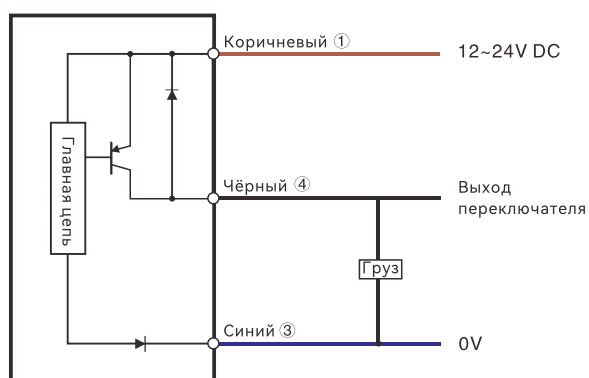 Коричневый ①
12~24V DC
Главная цепь
Чёрный ④
Выход
переключателя
Груз
Синий ③
0V